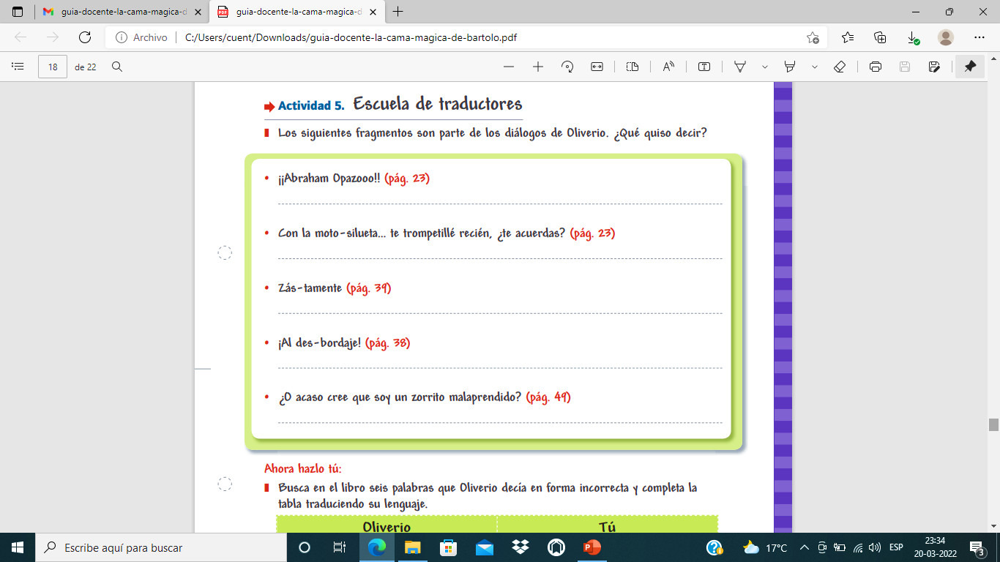 guia-docente-la-cama-magica-d
guia-docente-la-cama-magica-d
Archivo
C:/Users/cuent/Downloads/guia-docente-la-cama-magica-de-bartolo.pdf
18
de 22
Actividad 5. Escuela de traductores
Los siguientes fragmentos son parte de los diálogos de Oliverio. ¿Qué quiso decir?
• ¡¡Abraham Opazooo!! (pág. 23)
• Con la moto-silueta... te trompetillé recién, ¿te acuerdas? (pág. 23)
• Zás-tamente (pág. 39)
• ¡Al des-bordaje! (pág. 38)
• ¿O acaso cree que soy un zorrito malaprendido? (pág. 49)
Ahora hazlo tú:
Busca en el libro seis palabras que Oliverio decía en forma incorrecta y completa la
tabla traduciendo su lenguaje.
Oliverio Tú
Escribe aquí para buscar
17°C
ESP
23:34
20-03-2022
3